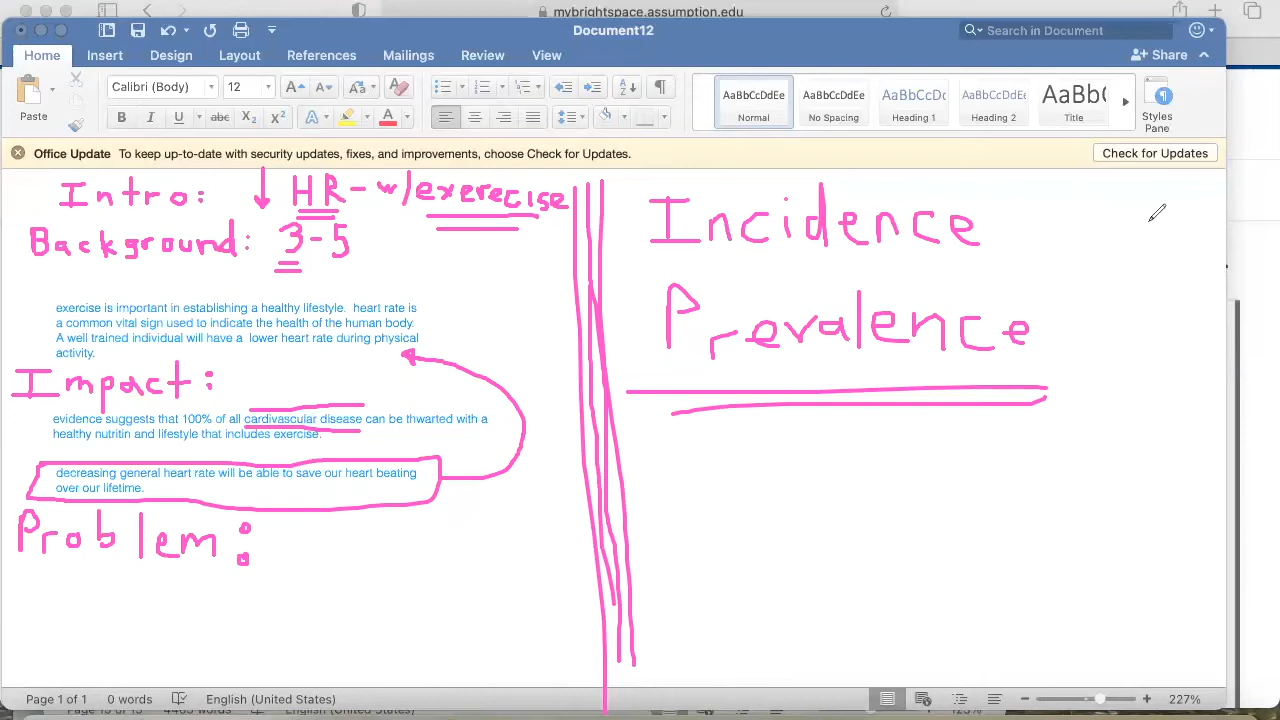 mybrightspace.assumption.edu
Document12
Search in Document
Home Insert Design Layout References Mailings Review View
Share
Paste
Calibri (Body) 12
AaBbCcDdEe AaBbCcDdEe AaBbCcDc AaBbCcDdEe AaBbC
Normal No Spacing Heading 1 Heading 2 Title
Styles Pane
Office Update To keep up-to-date with security updates, fixes, and improvements, choose Check for Updates.
Check for Updates
Intro: ↓ HR - w/ exerecise
Background: 3-5
exercise is important in establishing a healthy lifestyle. heart rate is
a common vital sign used to indicate the health of the human body.
A well trained individual will have a lower heart rate during physical
activity.
Impact:
evidence suggests that 100% of all cardivascular disease can be thwarted with a
healthy nutritin and lifestyle that includes exercise.
decreasing general heart rate will be able to save our heart beating
over our lifetime.
Problem:
Incidence
Prevalence
Page 1 of 1 0 words English (United States) 227%